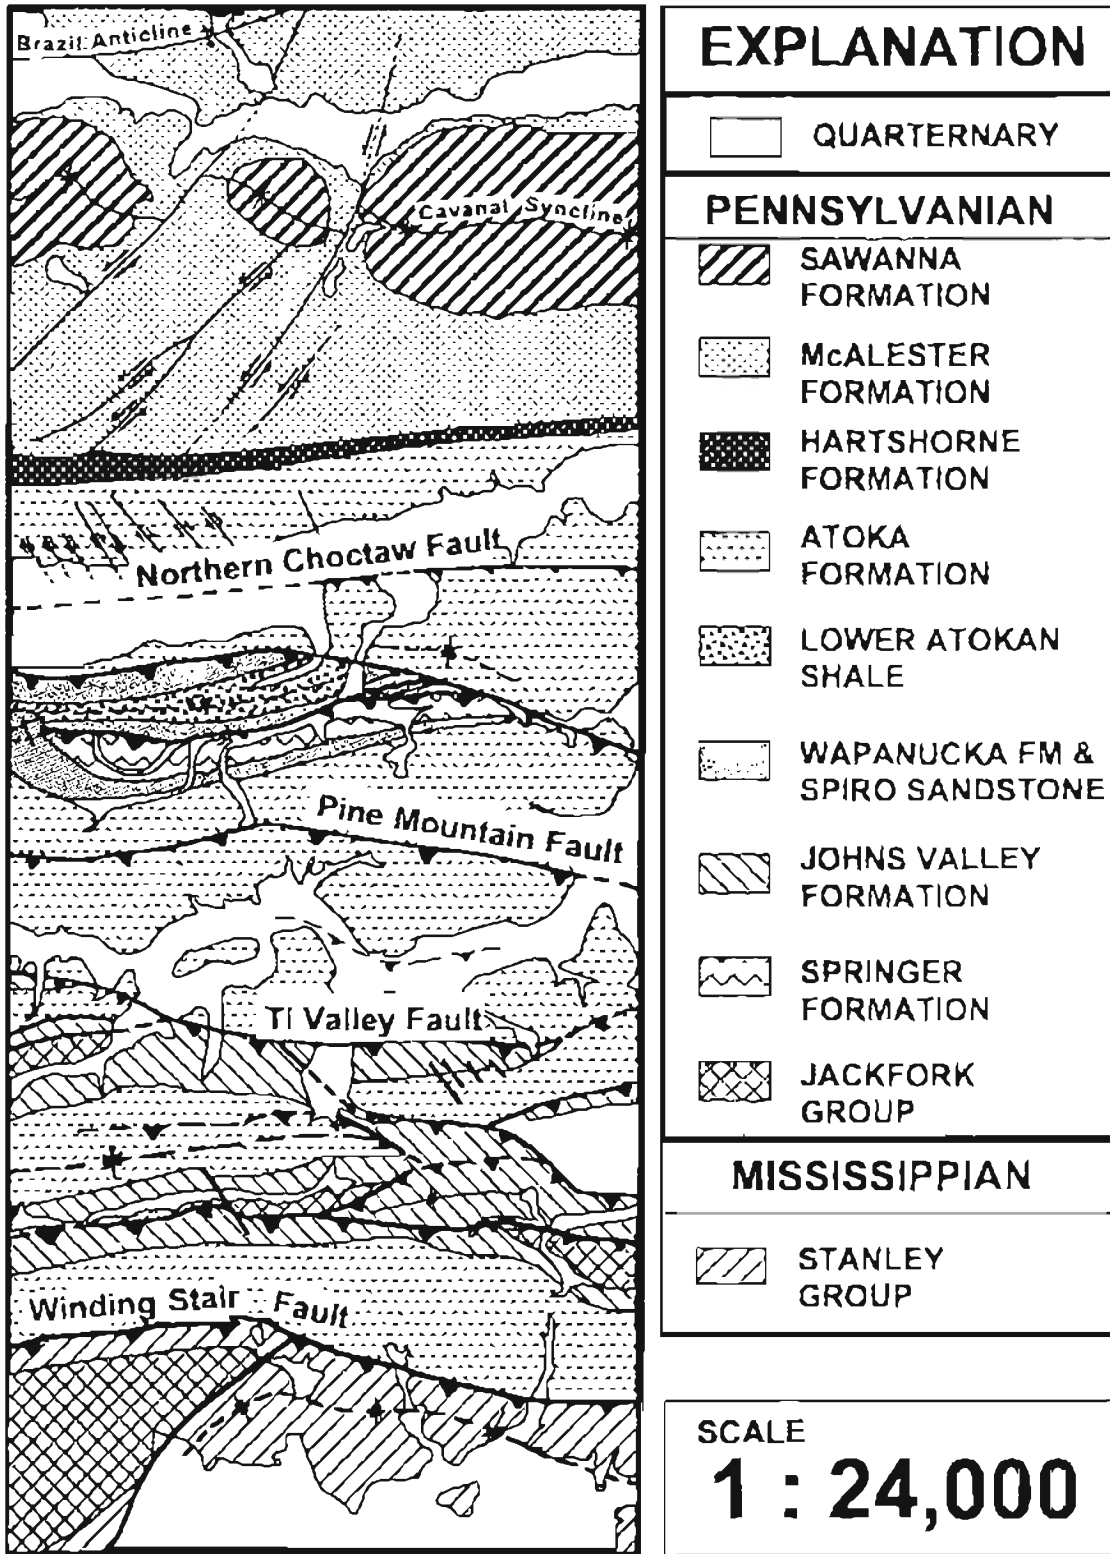 Brazil Anticline
Cavanal Syncline
Northern Choctaw Fault
Pine Mountain Fault
Ti Valley Fault
Winding Stair Fault
EXPLANATION
QUARTERNARY
PENNSYLVANIAN
SAWANNA
FORMATION
McALESTER
FORMATION
HARTSHORNE
FORMATION
ATOKA
FORMATION
LOWER ATOKAN
SHALE
WAPANUCKA FM &
SPIRO SANDSTONE
JOHNS VALLEY
FORMATION
SPRINGER
FORMATION
JACKFORK
GROUP
MISSISSIPPIAN
STANLEY
GROUP
SCALE
1 : 24,000